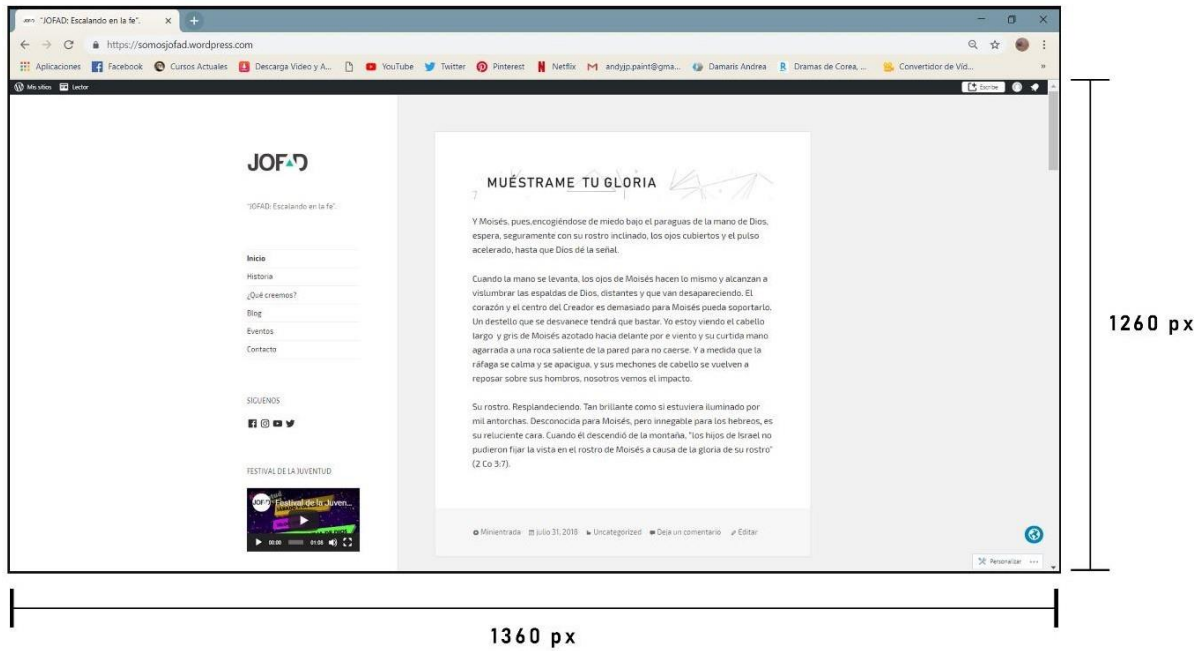 "JOFAD: Escalando en la fe".
https://somosjofad.wordpress.com
Aplicaciones Facebook Cursos Actuales Descarga Video y A... YouTube Twitter Pinterest Netflix andyjp.paint@gma... Damaris Andrea Dramas de Corea, ... Convertidor de Vid...
Mis sitios Lector Escribe
JOFAD
"JOFAD: Escalando en la fe".
Inicio
Historia
¿Qué creemos?
Blog
Eventos
Contacto
SIGUENOS
FESTIVAL DE LA JUVENTUD
Festival de la Juven...
00:00 01:05
MUÉSTRAME TU GLORIA
Y Moisés, pues,encogiéndose de miedo bajo el paraguas de la mano de Dios,
espera, seguramente con su rostro inclinado, los ojos cubiertos y el pulso
acelerado, hasta que Dios dé la señal.
Cuando la mano se levanta, los ojos de Moisés hacen lo mismo y alcanzan a
vislumbrar las espaldas de Dios, distantes y que van desapareciendo. El
corazón y el centro del Creador es demasiado para Moisés pueda soportarlo.
Un destello que se desvanece tendrá que bastar. Yo estoy viendo el cabello
largo y gris de Moisés azotado hacia delante por e viento y su curtida mano
agarrada a una roca saliente de la pared para no caerse. Y a medida que la
ráfaga se calma y se apacigua, y sus mechones de cabello se vuelven a
reposar sobre sus hombros, nosotros vemos el impacto.
Su rostro. Resplandeciendo. Tan brillante como si estuviera iluminado por
mil antorchas. Desconocida para Moisés, pero innegable para los hebreos, es
su reluciente cara. Cuando él descendió de la montaña, "los hijos de Israel no
pudieron fijar la vista en el rostro de Moisés a causa de la gloria de su rostro"
(2 Co 3:7).
Minientrada julio 31, 2018 Uncategorized Deja un comentario Editar
Personalizar
1260 px
1360 px